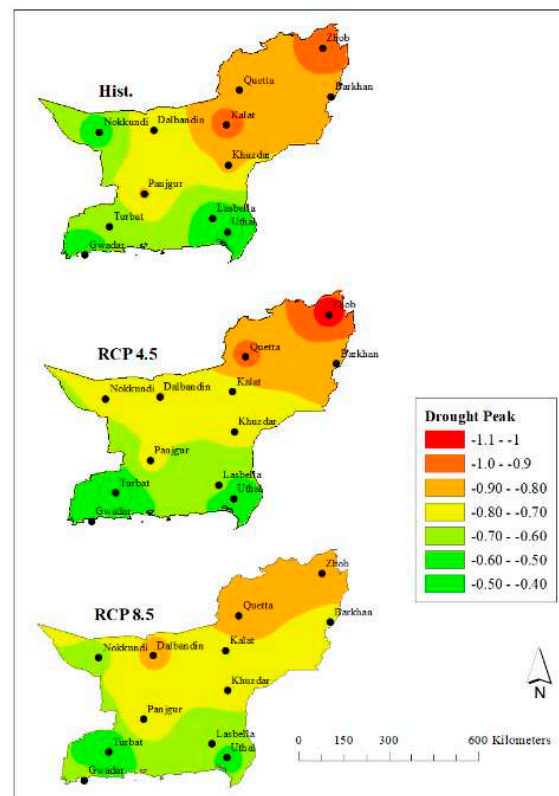 Hist.
Zhob
Quetta
Barkhan
Kalat
Nokkundi
Dalbandin
Khuzdar
Panjgur
Turbat
Lasbella
Uthal
Gwadar
RCP 4.5
Zhob
Quetta
Barkhan
Nokkundi
Dalbandin
Kalat
Khuzdar
Panjgur
Turbat
Lasbella
Uthal
Gwadar
Drought Peak
-1.1 - -1
-1.0 - -0.9
-0.90 - -0.80
-0.80 - -0.70
-0.70 - -0.60
-0.60 - -0.50
-0.50 - -0.40
RCP 8.5
Zhob
Quetta
Barkhan
Nokkundi
Dalbandin
Kalat
Khuzdar
Panjgur
Turbat
Lasbella
Uthal
Gwadar
N
0 150 300 600 Kilometers